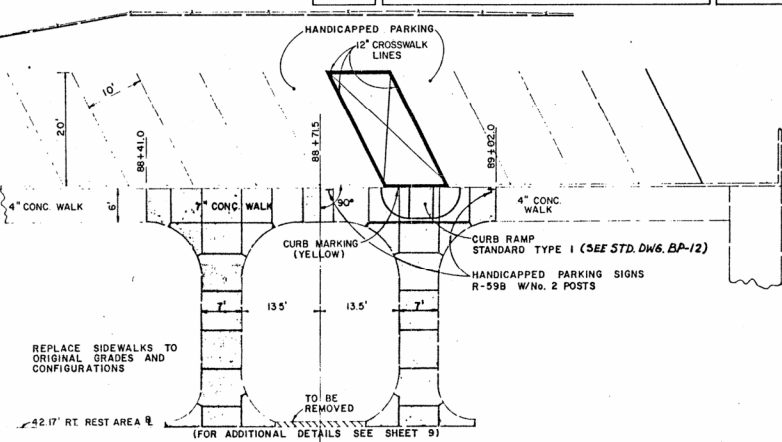 HANDICAPPED PARKING
12" CROSSWALK
LINES
10'
20'
88+41.0
88+71.5
89+02.0
4" CONC. WALK
6'
7" CONC. WALK
90°
4" CONC.
WALK
CURB MARKING
(YELLOW)
CURB RAMP
STANDARD TYPE I (SEE STD. DWG. BP-12)
HANDICAPPED PARKING SIGNS
R-59B W/No. 2 POSTS
7'
13.5'
13.5'
7'
REPLACE SIDEWALKS TO
ORIGINAL GRADES AND
CONFIGURATIONS
TO BE
REMOVED
42.17' RT. REST AREA ℄
(FOR ADDITIONAL DETAILS SEE SHEET 9)